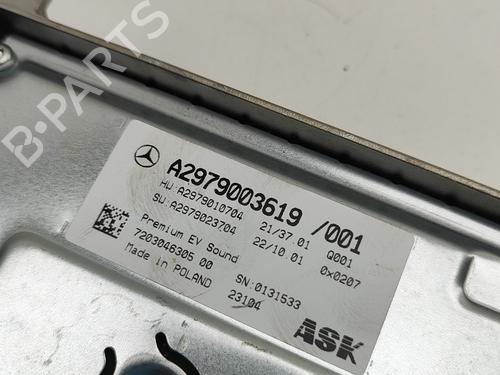 A2979003619 /001
HW:A2979010704 21/37.01 Q001
SW:A2979023704 22/10.01 0x0207
Premium EV Sound
7203046305 00
Made in POLAND
SN:0131533
23104
ASK
B-PARTS